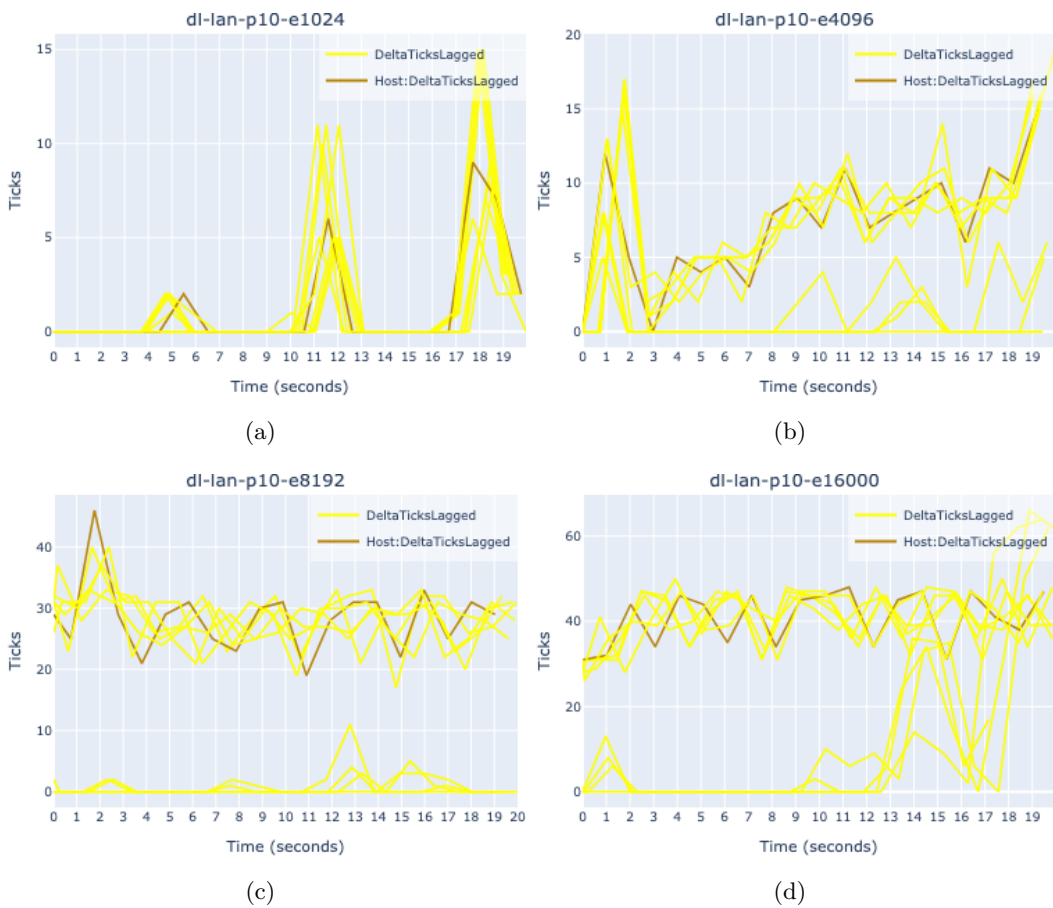 dl-lan-p10-e1024
DeltaTicksLagged
Host:DeltaTicksLagged
15
10
5
0
Ticks
0 1 2 3 4 5 6 7 8 9 10 11 12 13 14 15 16 17 18 19
Time (seconds)
(a)
dl-lan-p10-e4096
DeltaTicksLagged
Host:DeltaTicksLagged
20
15
10
5
0
Ticks
0 1 2 3 4 5 6 7 8 9 10 11 12 13 14 15 16 17 18 19
Time (seconds)
(b)
dl-lan-p10-e8192
DeltaTicksLagged
Host:DeltaTicksLagged
40
30
20
10
0
Ticks
0 1 2 3 4 5 6 7 8 9 10 11 12 13 14 15 16 17 18 19 20
Time (seconds)
(c)
dl-lan-p10-e16000
DeltaTicksLagged
Host:DeltaTicksLagged
60
40
20
0
Ticks
0 1 2 3 4 5 6 7 8 9 10 11 12 13 14 15 16 17 18 19
Time (seconds)
(d)